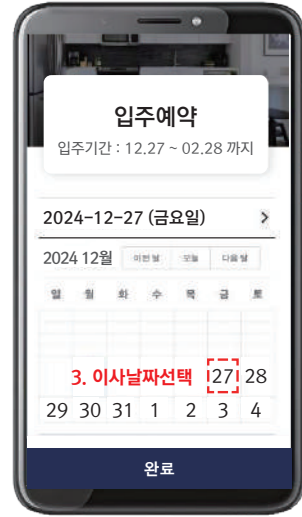 입주예약
입주기간 : 12.27 ~ 02.28 까지
2024-12-27 (금요일) >
2024 12월 이번 달 오늘 다음 달
일 월 화 수 목 금 토
3. 이사날짜선택 27 28
29 30 31 1 2 3 4
완료